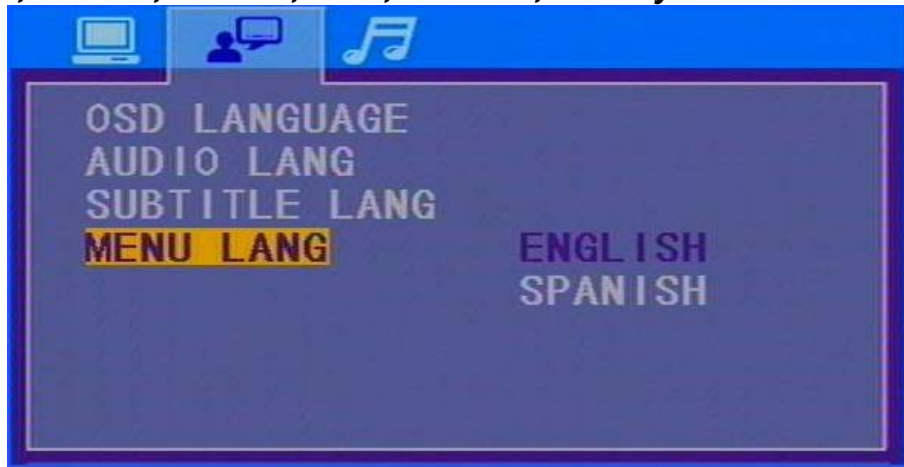 OSD LANGUAGE
AUDIO LANG
SUBTITLE LANG
MENU LANG ENGLISH
SPANISH